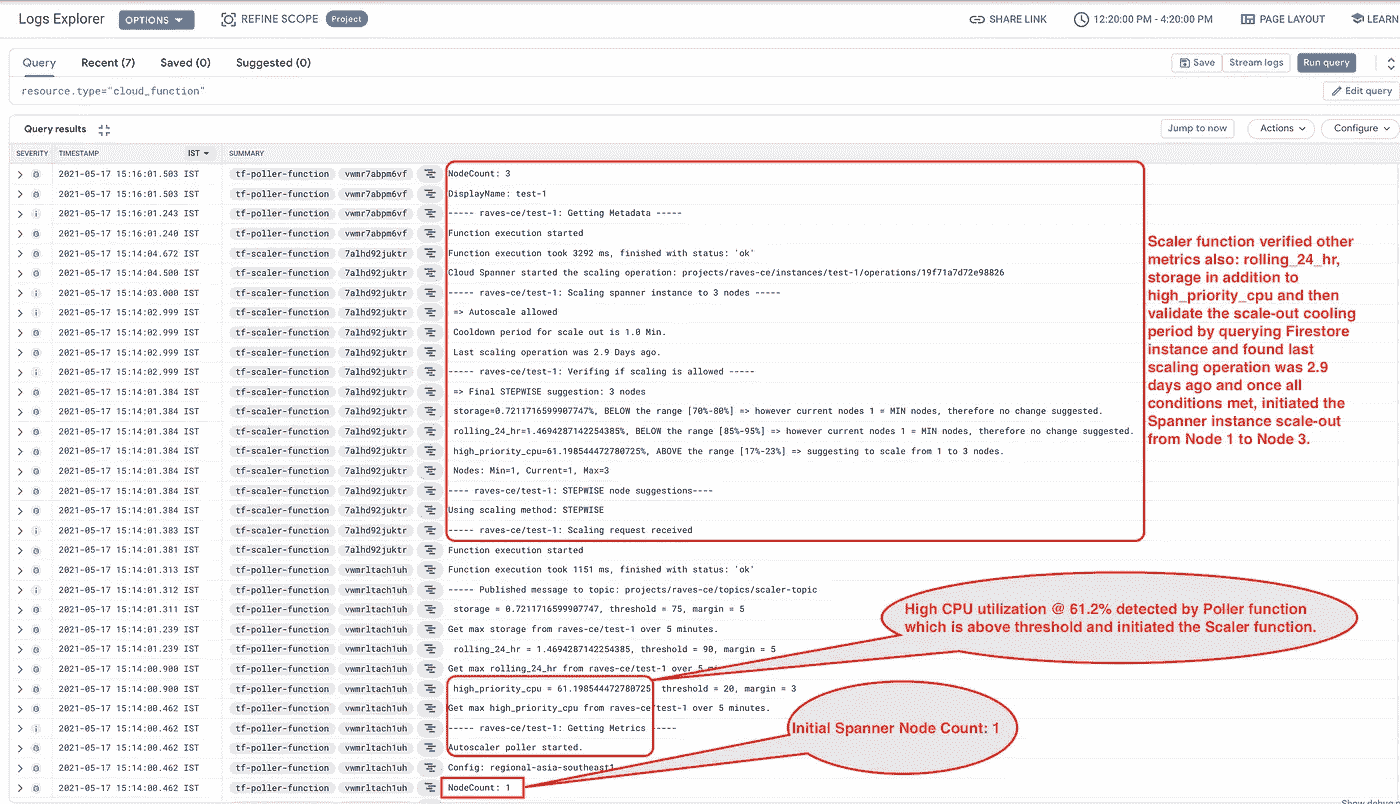 Logs Explorer OPTIONS REFINE SCOPE Project SHARE LINK 12:20:00 PM - 4:20:00 PM PAGE LAYOUT LEARN
Query Recent (7) Saved (0) Suggested (0) Save Stream logs Run query
resource.type="cloud_function" Edit query
Query results Jump to now Actions Configure
SEVERITY TIMESTAMP IST SUMMARY
2021-05-17 15:16:01.503 IST tf-poller-function vwmr7abpm6vf NodeCount: 3
2021-05-17 15:16:01.503 IST tf-poller-function vwmr7abpm6vf DisplayName: test-1
2021-05-17 15:16:01.243 IST tf-poller-function vwmr7abpm6vf ----- raves-ce/test-1: Getting Metadata -----
2021-05-17 15:16:01.240 IST tf-poller-function vwmr7abpm6vf Function execution started
2021-05-17 15:14:04.672 IST tf-scaler-function 7alhd92juktr Function execution took 3292 ms, finished with status: 'ok'
2021-05-17 15:14:04.500 IST tf-scaler-function 7alhd92juktr Cloud Spanner started the scaling operation: projects/raves-ce/instances/test-1/operations/19f71a7d72e98826
2021-05-17 15:14:03.000 IST tf-scaler-function 7alhd92juktr ----- raves-ce/test-1: Scaling spanner instance to 3 nodes -----
2021-05-17 15:14:02.999 IST tf-scaler-function 7alhd92juktr => Autoscale allowed
2021-05-17 15:14:02.999 IST tf-scaler-function 7alhd92juktr Cooldown period for scale out is 1.0 Min.
2021-05-17 15:14:02.999 IST tf-scaler-function 7alhd92juktr Last scaling operation was 2.9 Days ago.
2021-05-17 15:14:02.999 IST tf-scaler-function 7alhd92juktr ----- raves-ce/test-1: Verifing if scaling is allowed -----
2021-05-17 15:14:01.384 IST tf-scaler-function 7alhd92juktr => Final STEPWISE suggestion: 3 nodes
2021-05-17 15:14:01.384 IST tf-scaler-function 7alhd92juktr storage=0.7211716599907747%, BELOW the range [70%-80%] => however current nodes 1 = MIN nodes, therefore no change suggested.
2021-05-17 15:14:01.384 IST tf-scaler-function 7alhd92juktr rolling_24_hr=1.4694287142254385%, BELOW the range [85%-95%] => however current nodes 1 = MIN nodes, therefore no change suggested.
2021-05-17 15:14:01.384 IST tf-scaler-function 7alhd92juktr high_priority_cpu=61.198544472780725%, ABOVE the range [17%-23%] => suggesting to scale from 1 to 3 nodes.
2021-05-17 15:14:01.384 IST tf-scaler-function 7alhd92juktr Nodes: Min=1, Current=1, Max=3
2021-05-17 15:14:01.384 IST tf-scaler-function 7alhd92juktr ---- raves-ce/test-1: STEPWISE node suggestions----
2021-05-17 15:14:01.384 IST tf-scaler-function 7alhd92juktr Using scaling method: STEPWISE
2021-05-17 15:14:01.383 IST tf-scaler-function 7alhd92juktr ----- raves-ce/test-1: Scaling request received
2021-05-17 15:14:01.381 IST tf-scaler-function 7alhd92juktr Function execution started
2021-05-17 15:14:01.313 IST tf-poller-function vwmrltach1uh Function execution took 1151 ms, finished with status: 'ok'
2021-05-17 15:14:01.312 IST tf-poller-function vwmrltach1uh ----- Published message to topic: projects/raves-ce/topics/scaler-topic
2021-05-17 15:14:01.311 IST tf-poller-function vwmrltach1uh storage = 0.7211716599907747, threshold = 75, margin = 5
2021-05-17 15:14:01.239 IST tf-poller-function vwmrltach1uh Get max storage from raves-ce/test-1 over 5 minutes.
2021-05-17 15:14:01.239 IST tf-poller-function vwmrltach1uh rolling_24_hr = 1.4694287142254385, threshold = 90, margin = 5
2021-05-17 15:14:00.900 IST tf-poller-function vwmrltach1uh Get max rolling_24_hr from raves-ce/test-1 over 5
2021-05-17 15:14:00.900 IST tf-poller-function vwmrltach1uh high_priority_cpu = 61.198544472780725 threshold = 20, margin = 3
2021-05-17 15:14:00.462 IST tf-poller-function vwmrltach1uh Get max high_priority_cpu from raves-ce/test-1 over 5 minutes.
2021-05-17 15:14:00.462 IST tf-poller-function vwmrltach1uh ----- raves-ce/test-1: Getting Metrics -----
2021-05-17 15:14:00.462 IST tf-poller-function vwmrltach1uh Autoscaler poller started.
2021-05-17 15:14:00.462 IST tf-poller-function vwmrltach1uh Config: regional-asia-southeast1
2021-05-17 15:14:00.462 IST tf-poller-function vwmrltach1uh NodeCount: 1
Scaler function verified other
metrics also: rolling_24_hr,
storage in addition to
high_priority_cpu and then
validate the scale-out cooling
period by querying Firestore
instance and found last
scaling operation was 2.9
days ago and once all
conditions met, initiated the
Spanner instance scale-out
from Node 1 to Node 3.
High CPU utilization @ 61.2% detected by Poller function
which is above threshold and initiated the Scaler function.
Initial Spanner Node Count: 1